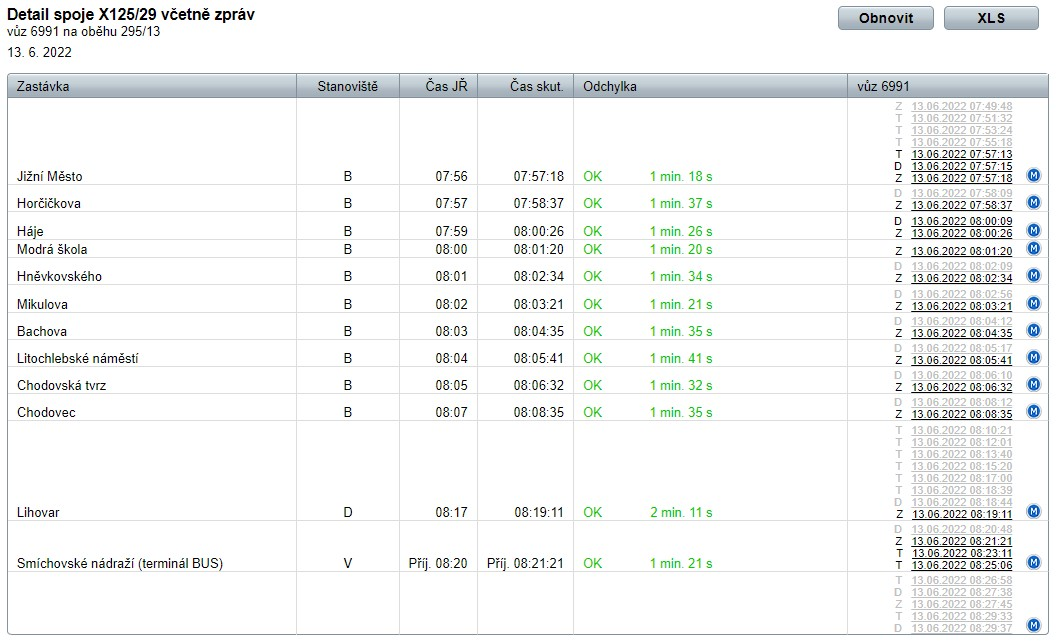 Detail spoje X125/29 včetně zpráv
Obnovit XLS
vůz 6991 na oběhu 295/13
13. 6. 2022
Zastávka Stanoviště Čas JŘ Čas skut. Odchylka vůz 6991
Z 13.06.2022 07:49:48
T 13.06.2022 07:51:32
T 13.06.2022 07:53:24
T 13.06.2022 07:55:18
T 13.06.2022 07:57:13
D 13.06.2022 07:57:15
Jižní Město B 07:56 07:57:18 OK 1 min. 18 s Z 13.06.2022 07:57:18 M
D 13.06.2022 07:58:09
Horčičkova B 07:57 07:58:37 OK 1 min. 37 s Z 13.06.2022 07:58:37 M
D 13.06.2022 08:00:09
Háje B 07:59 08:00:26 OK 1 min. 26 s Z 13.06.2022 08:00:26 M
Modrá škola B 08:00 08:01:20 OK 1 min. 20 s Z 13.06.2022 08:01:20 M
D 13.06.2022 08:02:09
Hněvkovského B 08:01 08:02:34 OK 1 min. 34 s Z 13.06.2022 08:02:34 M
D 13.06.2022 08:02:56
Mikulova B 08:02 08:03:21 OK 1 min. 21 s Z 13.06.2022 08:03:21 M
D 13.06.2022 08:04:12
Bachova B 08:03 08:04:35 OK 1 min. 35 s Z 13.06.2022 08:04:35 M
D 13.06.2022 08:05:17
Litochlebské náměstí B 08:04 08:05:41 OK 1 min. 41 s Z 13.06.2022 08:05:41 M
D 13.06.2022 08:06:10
Chodovská tvrz B 08:05 08:06:32 OK 1 min. 32 s Z 13.06.2022 08:06:32 M
D 13.06.2022 08:08:12
Chodovec B 08:07 08:08:35 OK 1 min. 35 s Z 13.06.2022 08:08:35 M
T 13.06.2022 08:10:21
T 13.06.2022 08:12:01
T 13.06.2022 08:13:40
T 13.06.2022 08:15:20
T 13.06.2022 08:17:00
T 13.06.2022 08:18:39
D 13.06.2022 08:18:44
Lihovar D 08:17 08:19:11 OK 2 min. 11 s Z 13.06.2022 08:19:11 M
D 13.06.2022 08:20:48
Z 13.06.2022 08:21:21
T 13.06.2022 08:23:11
Smíchovské nádraží (terminál BUS) V Příj. 08:20 Příj. 08:21:21 OK 1 min. 21 s T 13.06.2022 08:25:06 M
T 13.06.2022 08:26:58
D 13.06.2022 08:27:38
Z 13.06.2022 08:27:45
T 13.06.2022 08:29:33
D 13.06.2022 08:29:37 M